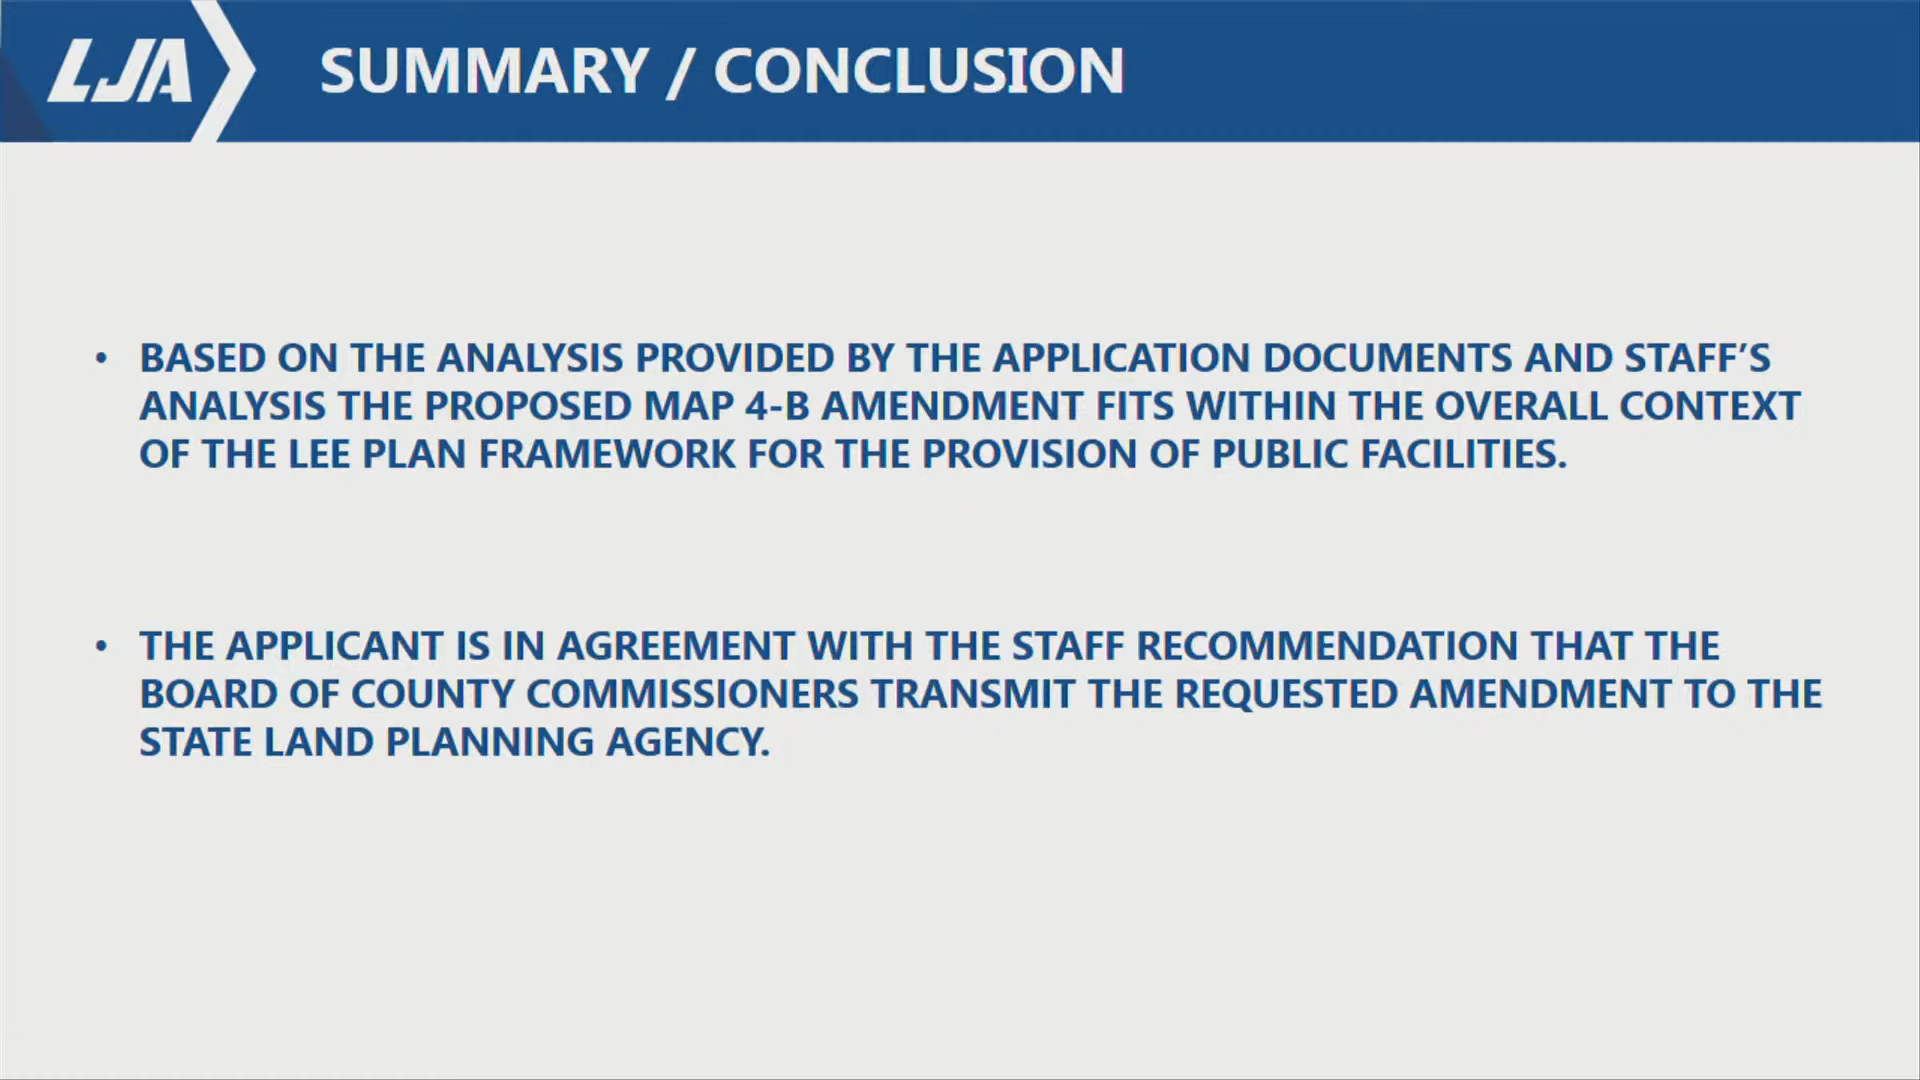 LJA
SUMMARY / CONCLUSION
• BASED ON THE ANALYSIS PROVIDED BY THE APPLICATION DOCUMENTS AND STAFF’S
ANALYSIS THE PROPOSED MAP 4-B AMENDMENT FITS WITHIN THE OVERALL CONTEXT
OF THE LEE PLAN FRAMEWORK FOR THE PROVISION OF PUBLIC FACILITIES.
• THE APPLICANT IS IN AGREEMENT WITH THE STAFF RECOMMENDATION THAT THE
BOARD OF COUNTY COMMISSIONERS TRANSMIT THE REQUESTED AMENDMENT TO THE
STATE LAND PLANNING AGENCY.